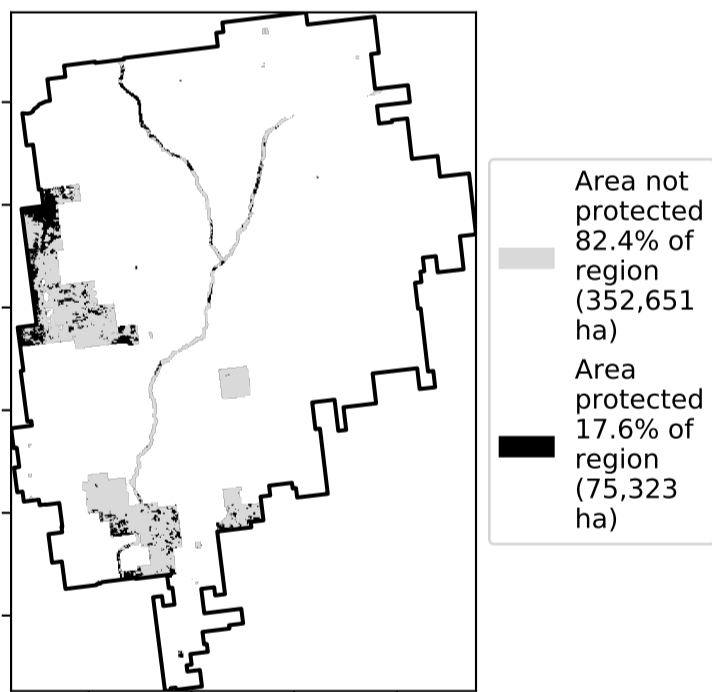 Area not
protected
82.4% of
region
(352,651
ha)
Area
protected
17.6% of
region
(75,323
ha)